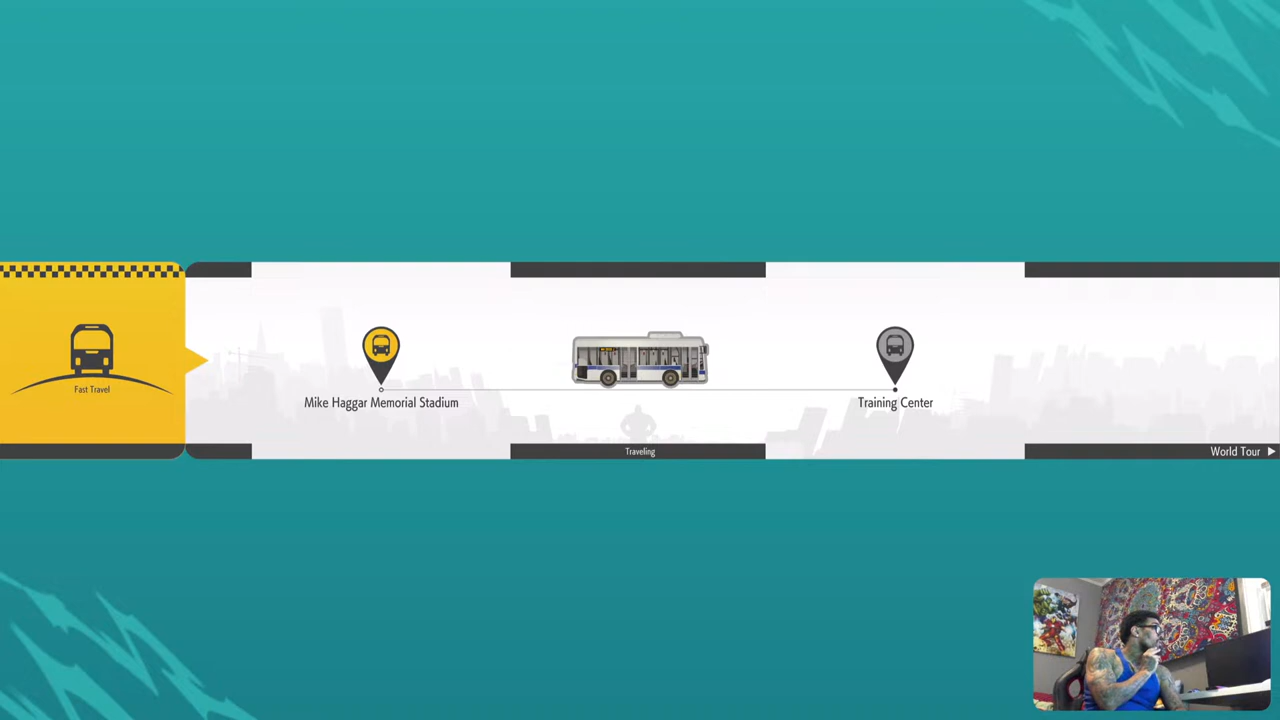 Fast Travel
Mike Haggar Memorial Stadium
Training Center
Traveling
World Tour